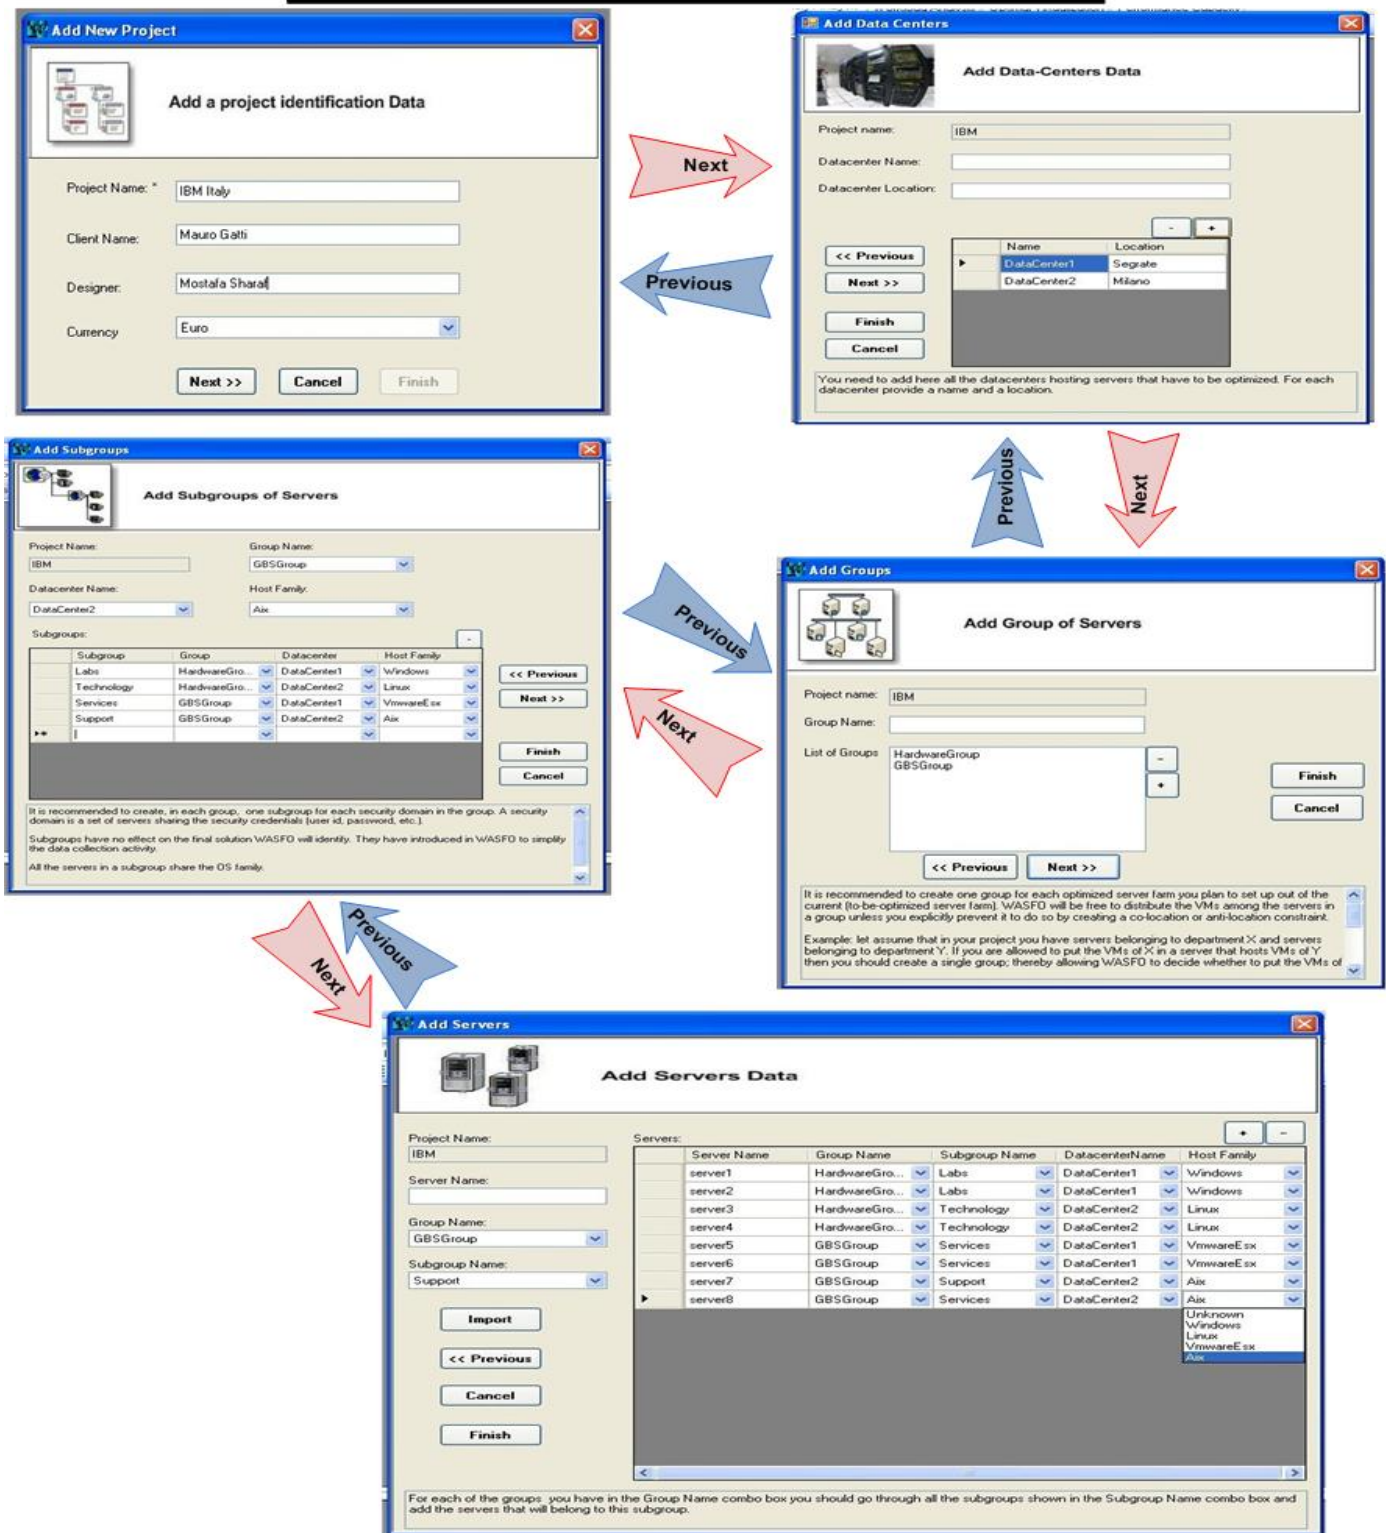 Add New Project
Add a project identification Data
Project Name: *
IBM Italy
Client Name:
Mauro Gatti
Designer:
Mostafa Sharaf
Currency
Euro
Next >>
Cancel
Finish
Next
Previous
Add Data Centers
Add Data-Centers Data
Project name:
IBM
Datacenter Name:
Datacenter Location:
- +
Name Location
DataCenter1 Segrate
DataCenter2 Milano
<< Previous
Next >>
Finish
Cancel
You need to add here all the datacenters hosting servers that have to be optimized. For each
datacenter provide a name and a location.
Previous
Next
Add Groups
Add Group of Servers
Project name:
IBM
Group Name:
List of Groups
HardwareGroup
GBSGroup
-
+
Finish
Cancel
<< Previous
Next >>
It is recommended to create one group for each optimized server farm you plan to set up out of the
current (to-be-optimized server farm). WASFO will be free to distribute the VMs among the servers in
a group unless you explicitly prevent it to do so by creating a co-location or anti-location constraint.
Example: let assume that in your project you have servers belonging to department X and servers
belonging to department Y. If you are allowed to put the VMs of X in a server that hosts VMs of Y
then you should create a single group; thereby allowing WASFO to decide whether to put the VMs of
Previous
Next
Add Subgroups
Add Subgroups of Servers
Project Name:
IBM
Group Name:
GBSGroup
Datacenter Name:
DataCenter2
Host Family:
Aix
Subgroups:
-
Subgroup Group Datacenter Host Family
Labs HardwareGro... DataCenter1 Windows
Technology HardwareGro... DataCenter2 Linux
Services GBSGroup DataCenter1 VmwareEsx
Support GBSGroup DataCenter2 Aix
<< Previous
Next >>
Finish
Cancel
It is recommended to create, in each group, one subgroup for each security domain in the group. A security
domain is a set of servers sharing the security credentials (user id, password, etc.).
Subgroups have no effect on the final solution WASFO will identify. They have introduced in WASFO to simplify
the data collection activity.
All the servers in a subgroup share the OS family.
Next
Previous
Add Servers
Add Servers Data
Project Name:
IBM
Server Name:
Group Name:
GBSGroup
Subgroup Name:
Support
Import
<< Previous
Cancel
Finish
Servers:
+ -
Server Name Group Name Subgroup Name DatacenterName Host Family
server1 HardwareGro... Labs DataCenter1 Windows
server2 HardwareGro... Labs DataCenter1 Windows
server3 HardwareGro... Technology DataCenter2 Linux
server4 HardwareGro... Technology DataCenter2 Linux
server5 GBSGroup Services DataCenter1 VmwareEsx
server6 GBSGroup Services DataCenter1 VmwareEsx
server7 GBSGroup Support DataCenter2 Aix
server8 GBSGroup Services DataCenter2 Aix
Unknown
Windows
Linux
VmwareEsx
Aix
For each of the groups you have in the Group Name combo box you should go through all the subgroups shown in the Subgroup Name combo box and
add the servers that will belong to this subgroup.